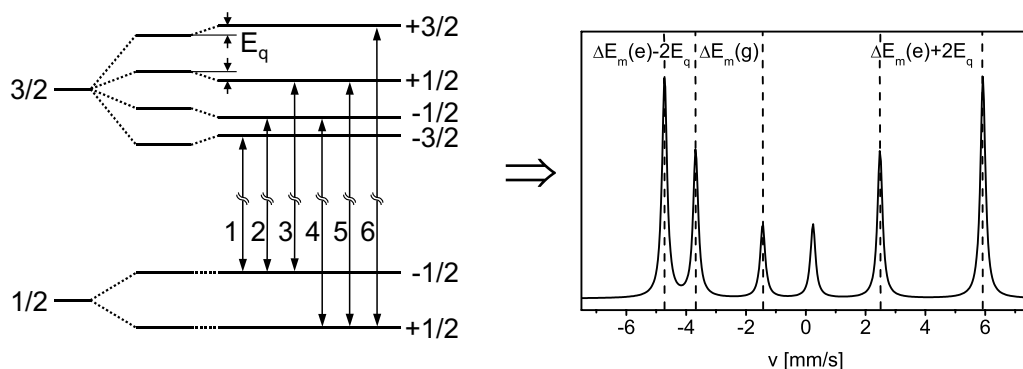 +3/2
E_q
+1/2
3/2
-1/2
-3/2
1 2 3 4 5 6
-1/2
1/2
+1/2
⇒
ΔE_m(e)-2E_q ΔE_m(g) ΔE_m(e)+2E_q
-6 -4 -2 0 2 4 6
v [mm/s]